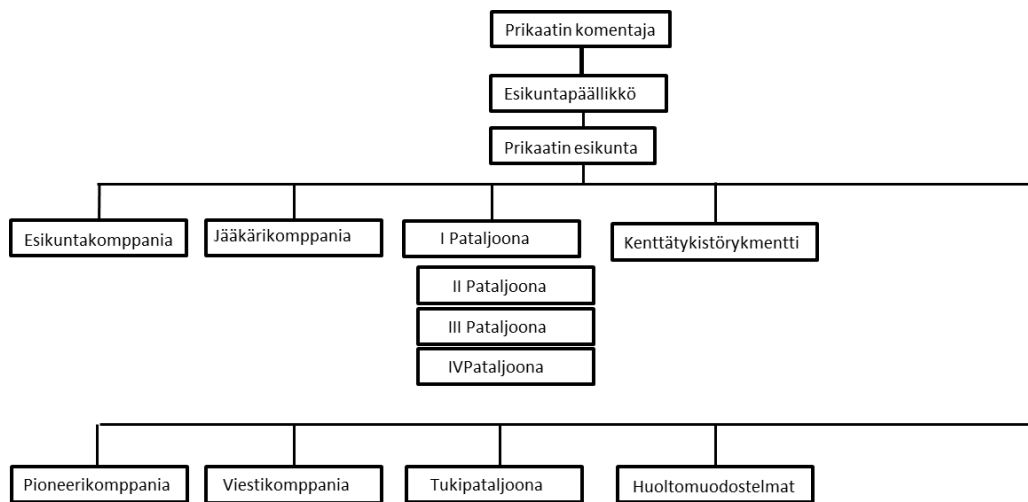 Prikaatin komentaja
Esikuntapäällikkö
Prikaatin esikunta
Esikuntakomppania
Jääkärikomppania
I Pataljoona
Kenttätykistörykmentti
II Pataljoona
III Pataljoona
IVPataljoona
Pioneerikomppania
Viestikomppania
Tukipataljoona
Huoltomuodostelmat